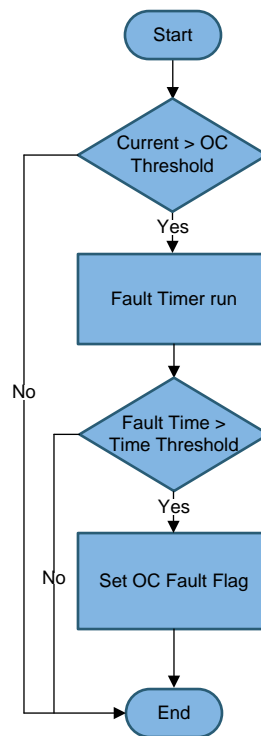 Start
Current > OC
Threshold
Yes
Fault Timer run
No
Fault Time >
Time Threshold
Yes
No
Set OC Fault Flag
End